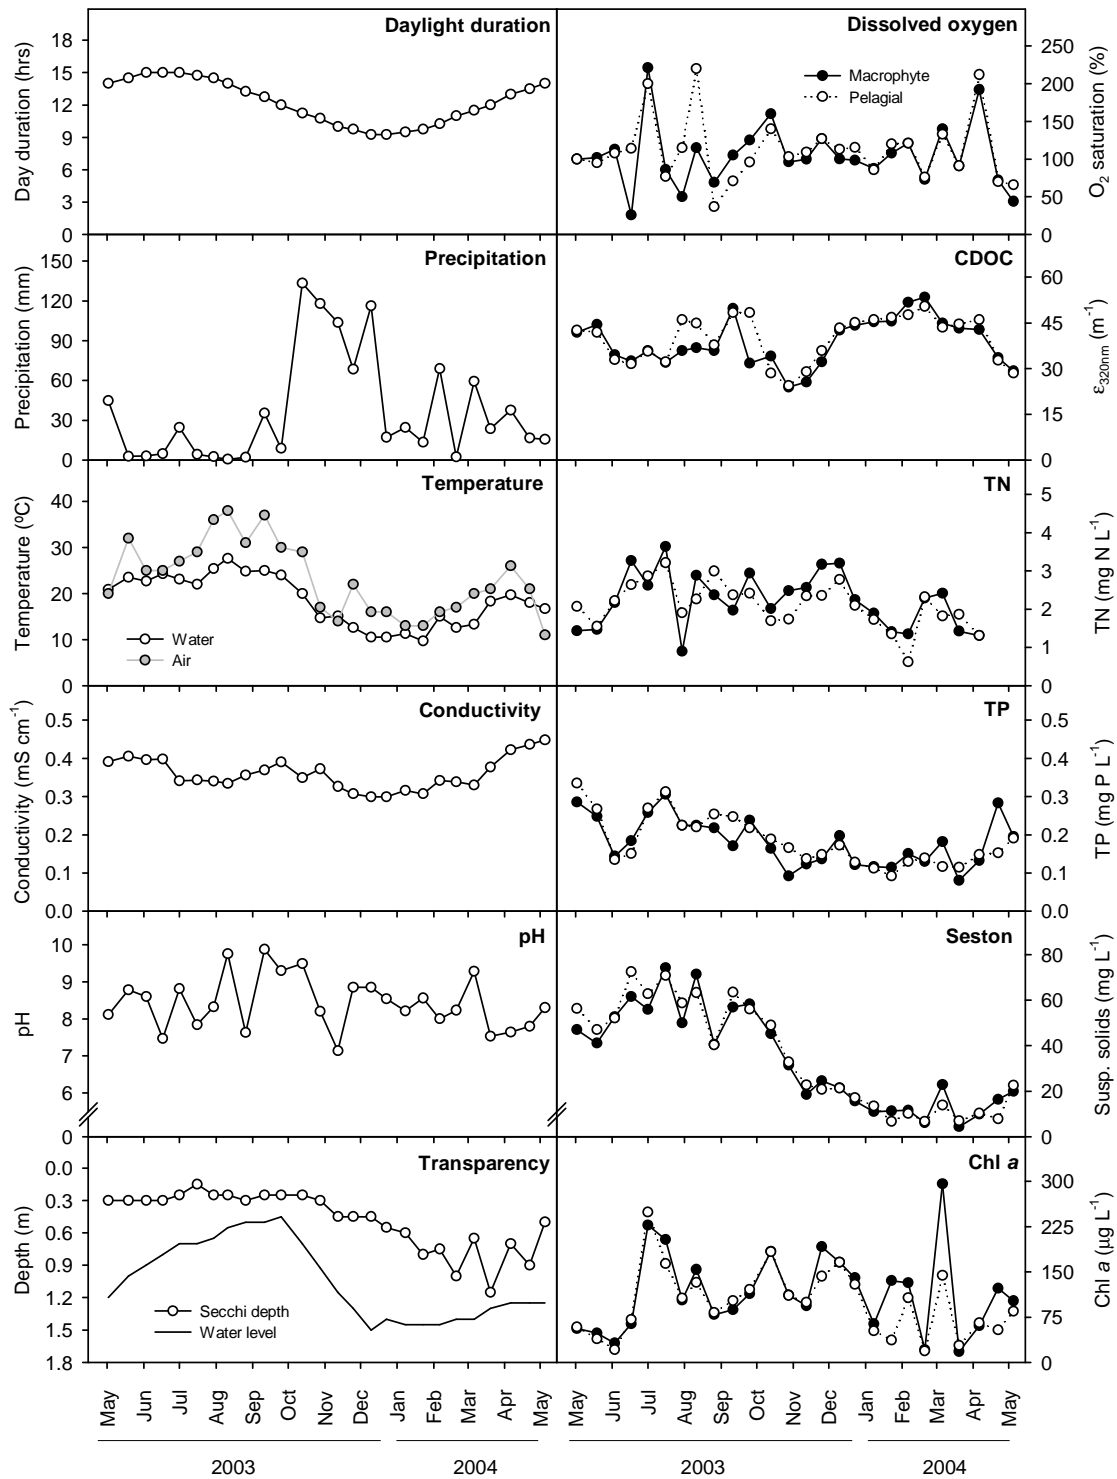 Daylight duration
Day duration (hrs)
18
15
12
9
6
3
0
Dissolved oxygen
Macrophyte
Pelagial
250
200
150
100
50
0
O2 saturation (%)
Precipitation
Precipitation (mm)
150
120
90
60
30
0
CDOC
60
45
30
15
0
ε320nm (m-1)
Temperature
Temperature (ºC)
40
30
20
10
0
Water
Air
TN
5
4
3
2
1
0
TN (mg N L-1)
Conductivity
Conductivity (mS cm-1)
0.5
0.4
0.3
0.2
0.1
0.0
TP
0.5
0.4
0.3
0.2
0.1
0.0
TP (mg P L-1)
pH
pH
10
9
8
7
6
0
Seston
80
60
40
20
0
Susp. solids (mg L-1)
Transparency
Depth (m)
0.0
0.3
0.6
0.9
1.2
1.5
1.8
Secchi depth
Water level
Chl a
300
225
150
75
0
Chl a (µg L-1)
May Jun Jul Aug Sep Oct Nov Dec Jan Feb Mar Apr May
2003 2004
May Jun Jul Aug Sep Oct Nov Dec Jan Feb Mar Apr May
2003 2004